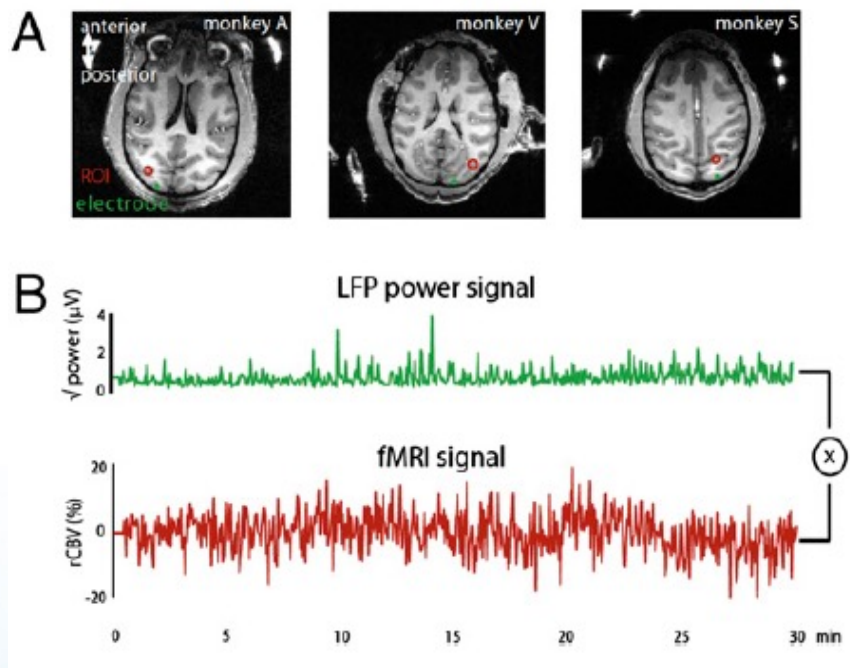 A
anterior
posterior
ROI
electrode
monkey A
monkey V
monkey S
B
LFP power signal
√ power (μV)
4
2
0
fMRI signal
rCBV (%)
20
0
-20
x
0 5 10 15 20 25 30 min